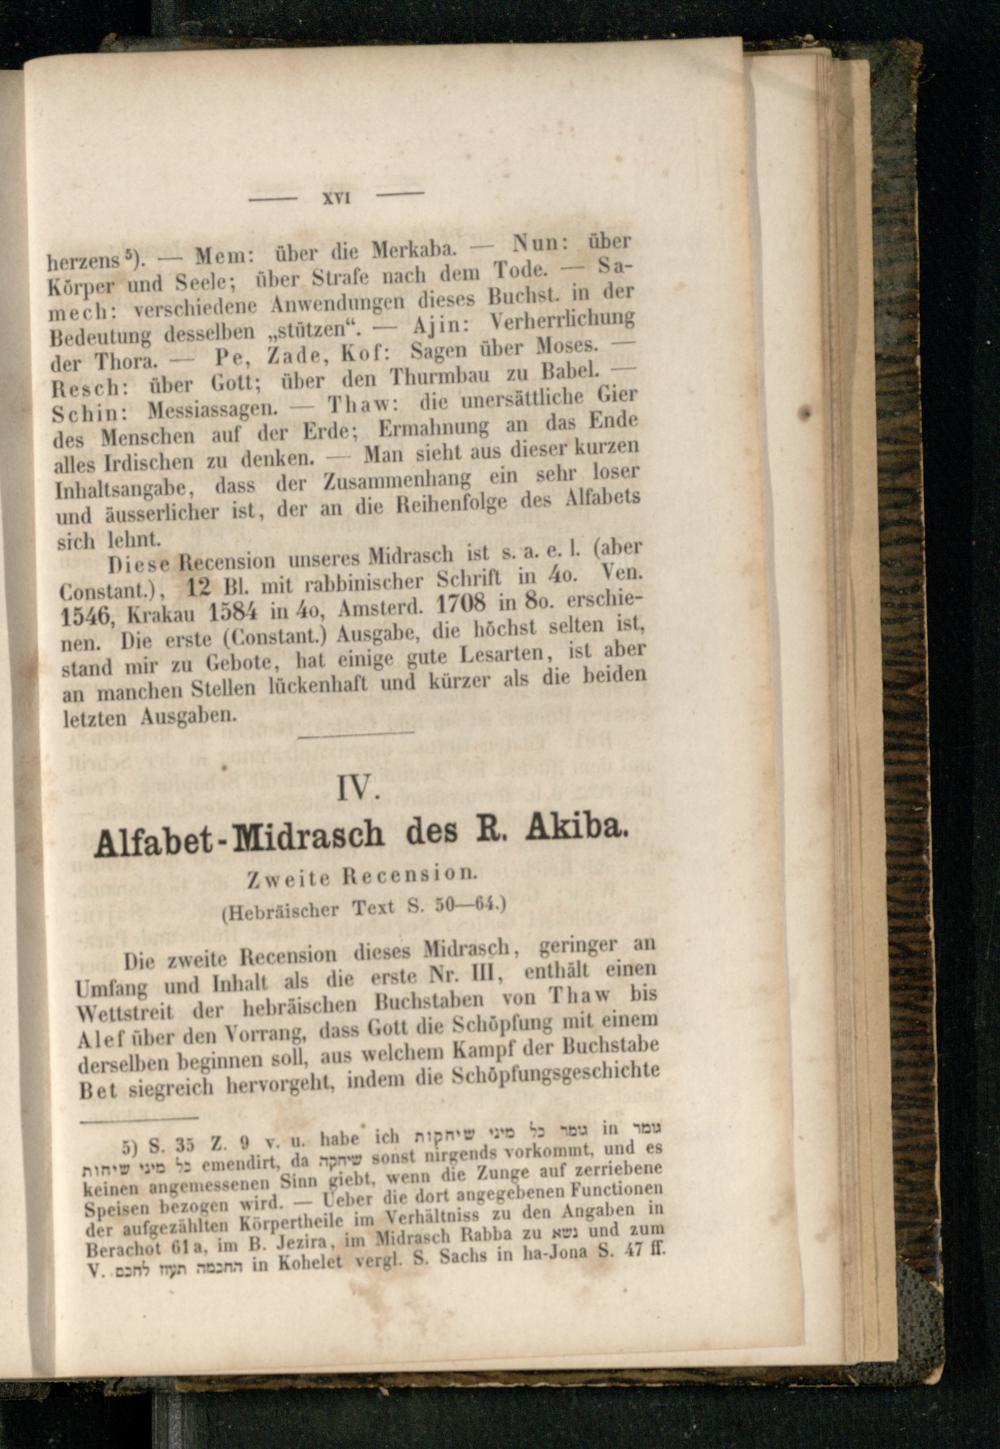 — XVI —
herzens⁵). — Mem: über die Merkaba. — Nun: über
Körper und Seele; über Strafe nach dem Tode. — Sa-
mech: verschiedene Anwendungen dieses Buchst. in der
Bedeutung desselben „stützen“. — Ajin: Verherrlichung
der Thora. — Pe, Zade, Kof: Sagen über Moses. —
Resch: über Gott; über den Thurmbau zu Babel. —
Schin: Messiassagen. — Thaw: die unersättliche Gier
des Menschen auf der Erde; Ermahnung an das Ende
alles Irdischen zu denken. — Man sieht aus dieser kurzen
Inhaltsangabe, dass der Zusammenhang ein sehr loser
und äusserlicher ist, der an die Reihenfolge des Alfabets
sich lehnt.
Diese Recension unseres Midrasch ist s. a. e. l. (aber
Constant.), 12 Bl. mit rabbinischer Schrift in 4o. Ven.
1546, Krakau 1584 in 4o, Amsterd. 1708 in 8o. erschie-
nen. Die erste (Constant.) Ausgabe, die höchst selten ist,
stand mir zu Gebote, hat einige gute Lesarten, ist aber
an manchen Stellen lückenhaft und kürzer als die beiden
letzten Ausgaben.
IV.
Alfabet-Midrasch des R. Akiba.
Zweite Recension.
(Hebräischer Text S. 50—64.)
Die zweite Recension dieses Midrasch, geringer an
Umfang und Inhalt als die erste Nr. III, enthält einen
Wettstreit der hebräischen Buchstaben von Thaw bis
Alef über den Vorrang, dass Gott die Schöpfung mit einem
derselben beginnen soll, aus welchem Kampf der Buchstabe
Bet siegreich hervorgeht, indem die Schöpfungsgeschichte
5) S. 35 Z. 9 v. u. habe ich גומר כל מיני שיחקות in גומר
כל מיני שיחות emendirt, da שיחקה sonst nirgends vorkommt, und es
keinen angemessenen Sinn giebt, wenn die Zunge auf zerriebene
Speisen bezogen wird. — Ueber die dort angegebenen Functionen
der aufgezählten Körpertheile im Verhältniss zu den Angaben in
Berachot 61a, im B. Jezira, im Midrasch Rabba zu נשא und zum
V. החכמה תעוז לחכם in Kohelet vergl. S. Sachs in ha-Jona S. 47 ff.